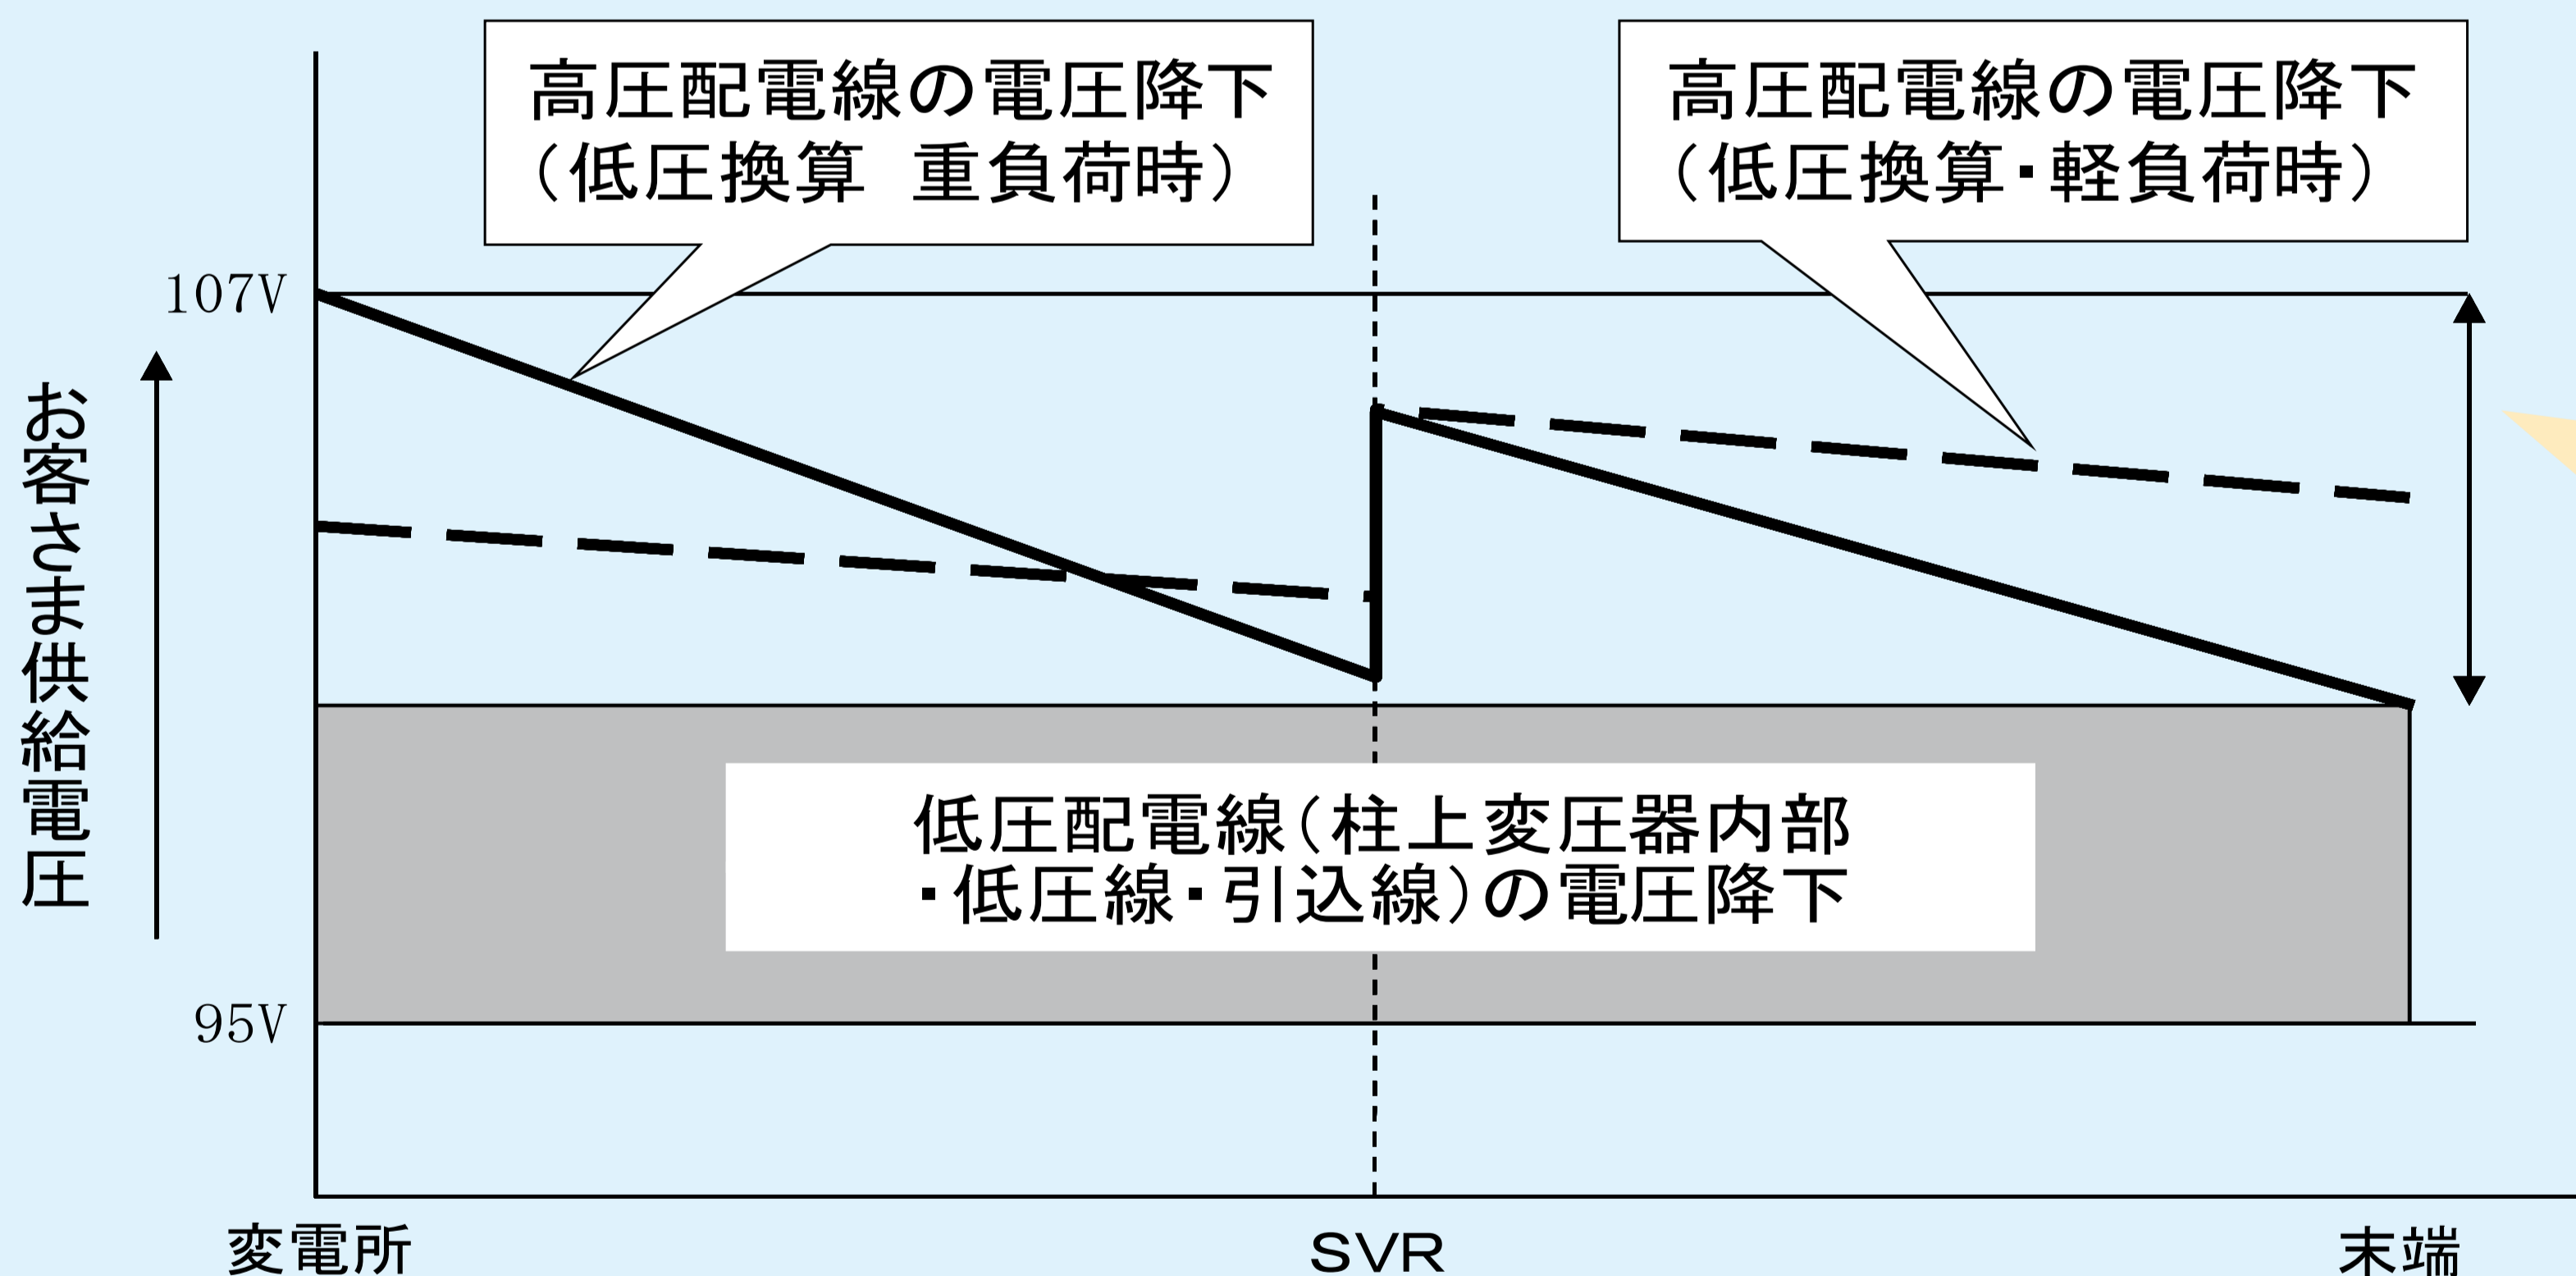 高圧配電線の電圧降下
（低圧換算　重負荷時）
高圧配電線の電圧降下
（低圧換算・軽負荷時）
107V
お客さま供給電圧
低圧配電線（柱上変圧器内部
・低圧線・引込線）の電圧降下
95V
変電所
SVR
末端